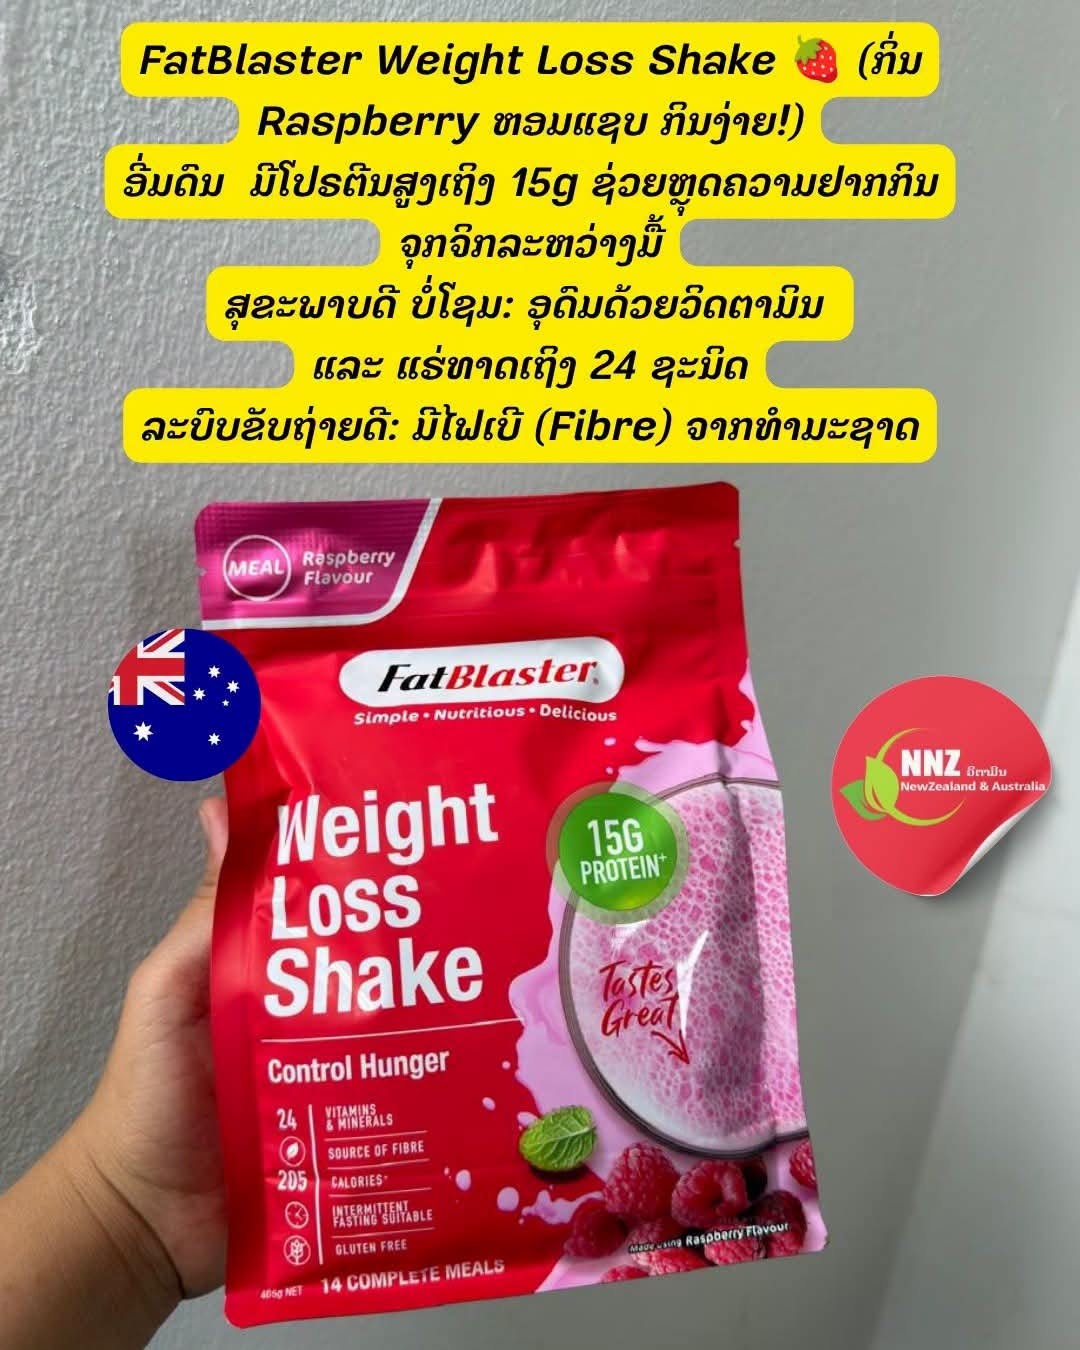 FatBlaster Weight Loss Shake 🍓 (ກິ່ນ
Raspberry ຫອມແຊບ ກິນງ່າຍ!)
ອີ່ມດົນ ມີໂປຣຕີນສູງເຖິງ 15g ຊ່ວຍຫຼຸດຄວາມຢາກກິນ
ຈຸກຈິກລະຫວ່າງມື້
ສຸຂະພາບດີ ບໍ່ໂຊມ: ອຸດົມດ້ວຍວິດຕາມິນ
ແລະ ແຮ່ທາດເຖິງ 24 ຊະນິດ
ລະບົບຂັບຖ່າຍດີ: ມີໄຟເບີ (Fibre) ຈາກທຳມະຊາດ
MEAL
Raspberry
Flavour
FatBlaster
Simple • Nutritious • Delicious
Weight
Loss
Shake
15G
PROTEIN+
Tastes
Great
Control Hunger
24 VITAMINS
& MINERALS
SOURCE OF FIBRE
205 CALORIES
INTERMITTENT
FASTING SUITABLE
GLUTEN FREE
Made using Raspberry Flavour
NET 14 COMPLETE MEALS
NNZ ວິຕາມິນ
NewZealand & Australia